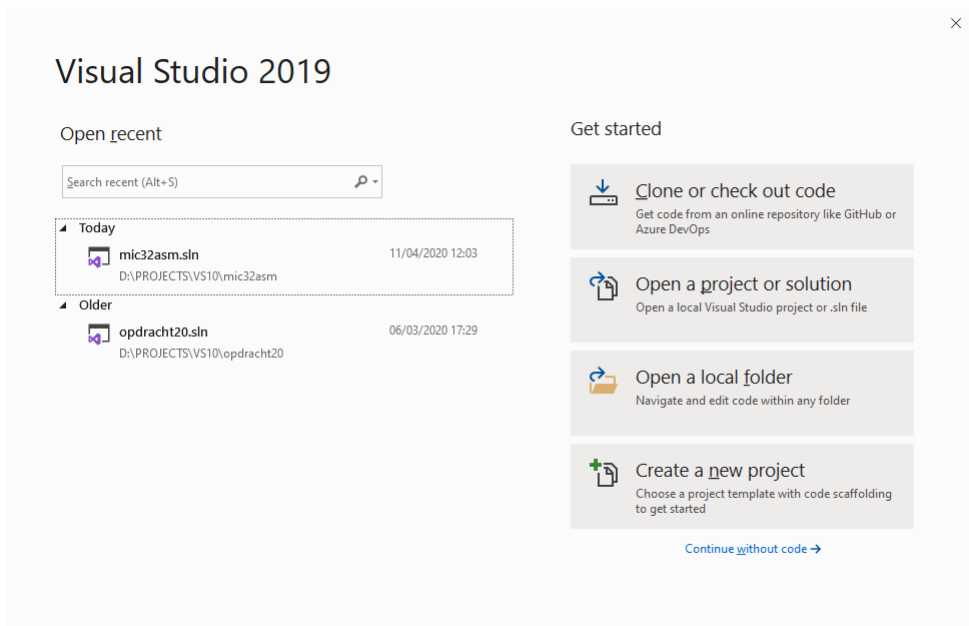 Visual Studio 2019
Open recent
Search recent (Alt+S)
Today
mic32asm.sln 11/04/2020 12:03
D:\PROJECTS\VS10\mic32asm
Older
opdracht20.sln 06/03/2020 17:29
D:\PROJECTS\VS10\opdracht20
Get started
Clone or check out code
Get code from an online repository like GitHub or
Azure DevOps
Open a project or solution
Open a local Visual Studio project or .sln file
Open a local folder
Navigate and edit code within any folder
Create a new project
Choose a project template with code scaffolding
to get started
Continue without code